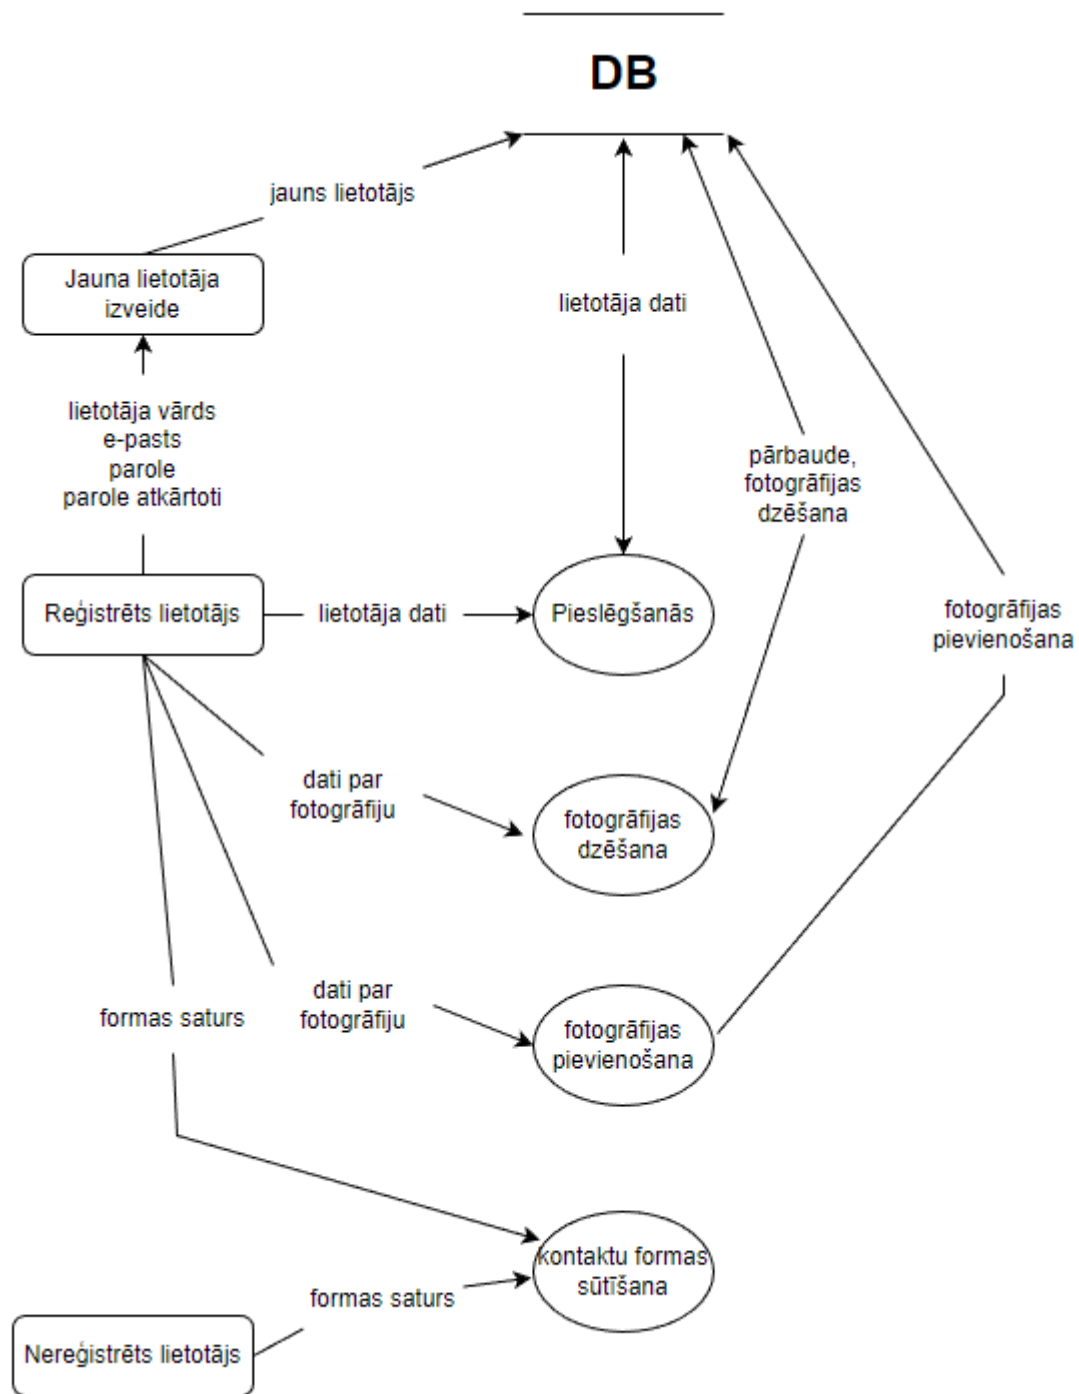 DB
jauns lietotājs
Jauna lietotāja
izveide
lietotāja dati
lietotāja vārds
e-pasts
parole
parole atkārtoti
pārbaude,
fotogrāfijas
dzēšana
Reģistrēts lietotājs
lietotāja dati
Pieslēgšanās
fotogrāfijas
pievienošana
dati par
fotogrāfiju
fotogrāfijas
dzēšana
formas saturs
dati par
fotogrāfiju
fotogrāfijas
pievienošana
kontaktu formas
sūtīšana
formas saturs
Nereģistrēts lietotājs